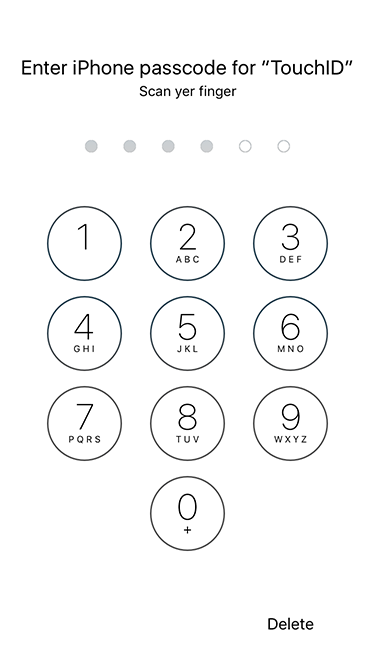 Enter iPhone passcode for “TouchID”
Scan yer finger
1 2 3
ABC DEF
4 5 6
GHI JKL MNO
7 8 9
PQRS TUV WXYZ
0
+
Delete